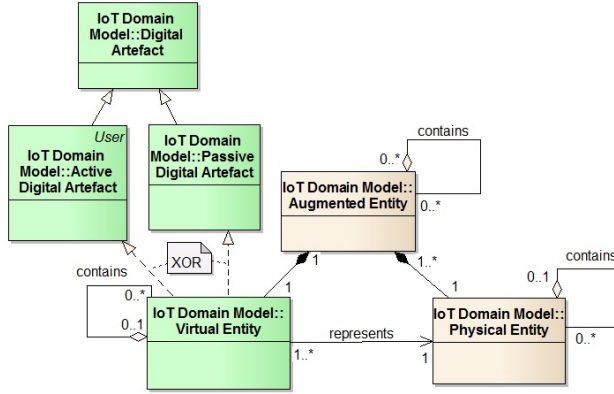 IoT Domain
Model::Digital
Artefact
User
IoT Domain
Model::Active
Digital Artefact
IoT Domain
Model::Passive
Digital Artefact
contains
0..*
0..*
IoT Domain Model::
Augmented Entity
XOR
1
1..*
contains
0..1
0..*
contains
0..*
0..1
1
1
IoT Domain Model::
Virtual Entity
IoT Domain Model::
Physical Entity
represents
1..*
1